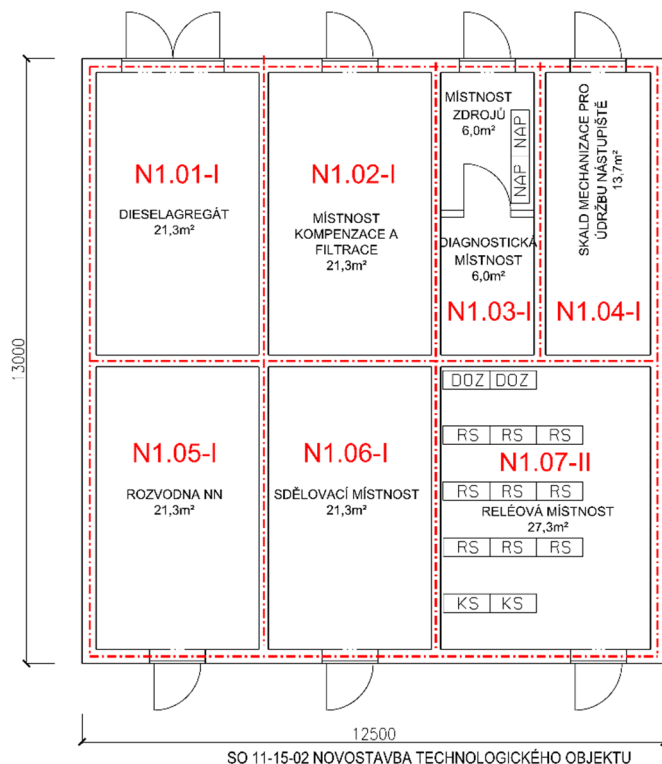 N1.01-I
DIESELAGREGÁT
21,3m²
N1.02-I
MÍSTNOST
KOMPENZACE A
FILTRACE
21,3m²
MÍSTNOST
ZDROJŮ
6,0m²
NAP NAP
DIAGNOSTICKÁ
MÍSTNOST
6,0m²
N1.03-I
SKALD MECHANIZACE PRO
ÚDRŽBU NÁSTUPIŠTĚ
13,7m²
N1.04-I
13000
N1.05-I
ROZVODNA NN
21,3m²
N1.06-I
SDĚLOVACÍ MÍSTNOST
21,3m²
DOZ DOZ
RS RS RS
N1.07-II
RS RS RS
RELÉOVÁ MÍSTNOST
27,3m²
RS RS RS
KS KS
12500
SO 11-15-02 NOVOSTAVBA TECHNOLOGICKÉHO OBJEKTU